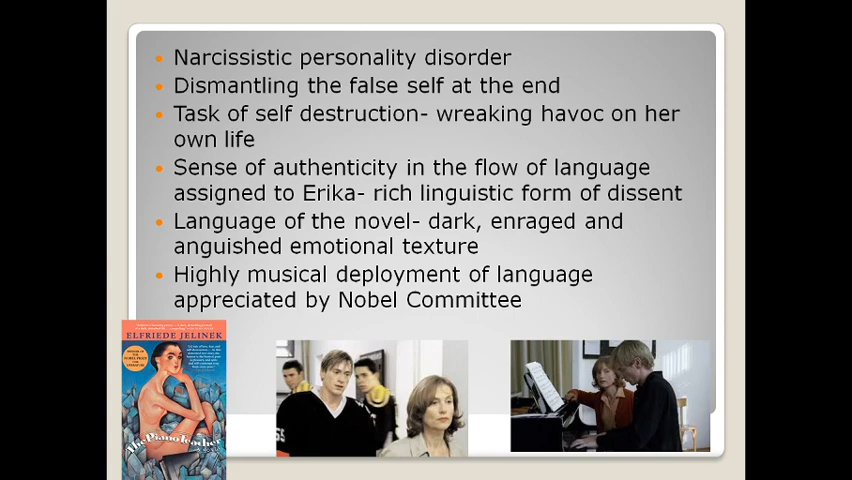 Narcissistic personality disorder
Dismantling the false self at the end
Task of self destruction- wreaking havoc on her
own life
Sense of authenticity in the flow of language
assigned to Erika- rich linguistic form of dissent
Language of the novel- dark, enraged and
anguished emotional texture
Highly musical deployment of language
appreciated by Nobel Committee
ELFRIEDE JELINEK
The Piano Teacher